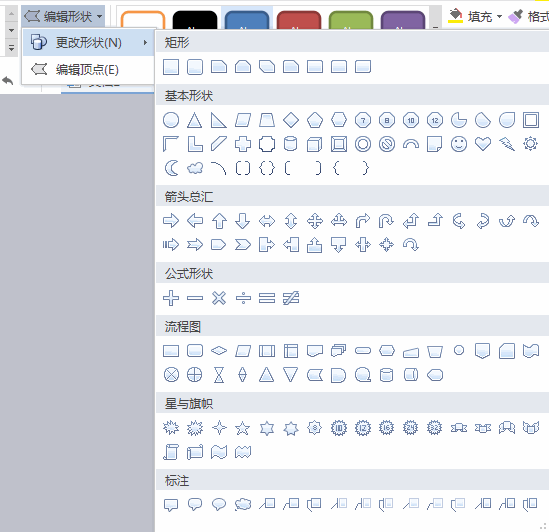 编辑形状 填充 格式
更改形状(N)
编辑顶点(E)
矩形
基本形状
7 8 10 12
箭头总汇
公式形状
流程图
星与旗帜
8 10 12 16 24 32
标注